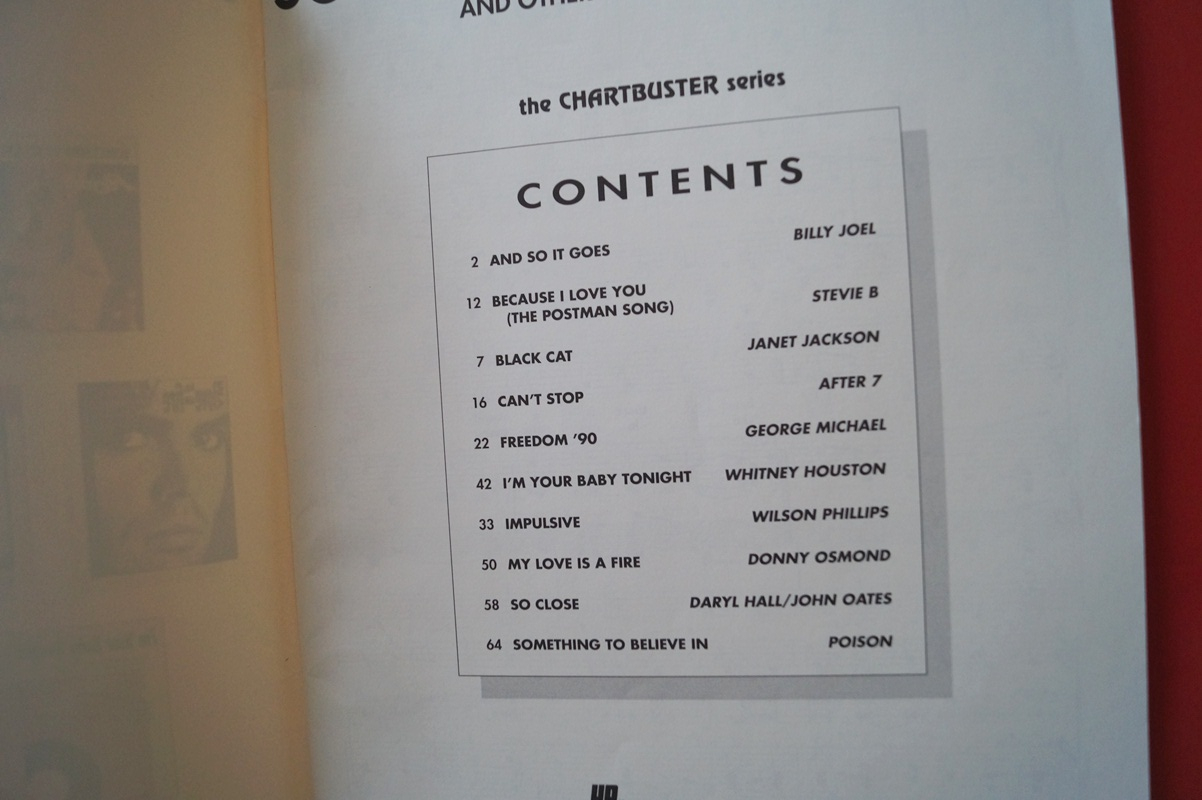 AND
the CHARTBUSTER series
CONTENTS
2 AND SO IT GOES BILLY JOEL
12 BECAUSE I LOVE YOU STEVIE B
(THE POSTMAN SONG)
7 BLACK CAT JANET JACKSON
16 CAN'T STOP AFTER 7
22 FREEDOM '90 GEORGE MICHAEL
42 I'M YOUR BABY TONIGHT WHITNEY HOUSTON
33 IMPULSIVE WILSON PHILLIPS
50 MY LOVE IS A FIRE DONNY OSMOND
58 SO CLOSE DARYL HALL/JOHN OATES
64 SOMETHING TO BELIEVE IN POISON